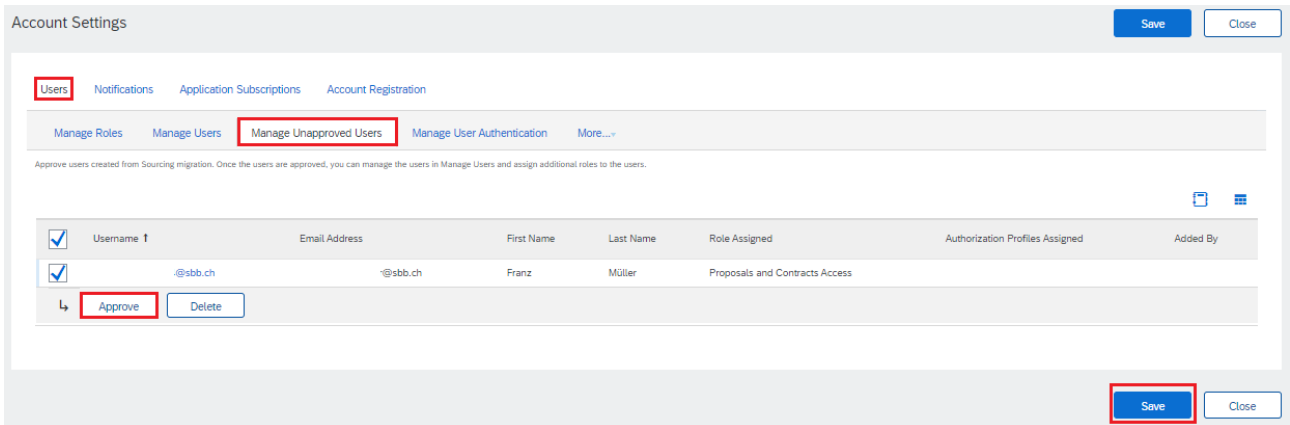 Account Settings Save Close
Users Notifications Application Subscriptions Account Registration
Manage Roles Manage Users Manage Unapproved Users Manage User Authentication More...
Approve users created from Sourcing migration. Once the users are approved, you can manage the users in Manage Users and assign additional roles to the users.
Username ↑ Email Address First Name Last Name Role Assigned Authorization Profiles Assigned Added By
@sbb.ch @sbb.ch Franz Müller Proposals and Contracts Access
Approve Delete
Save Close